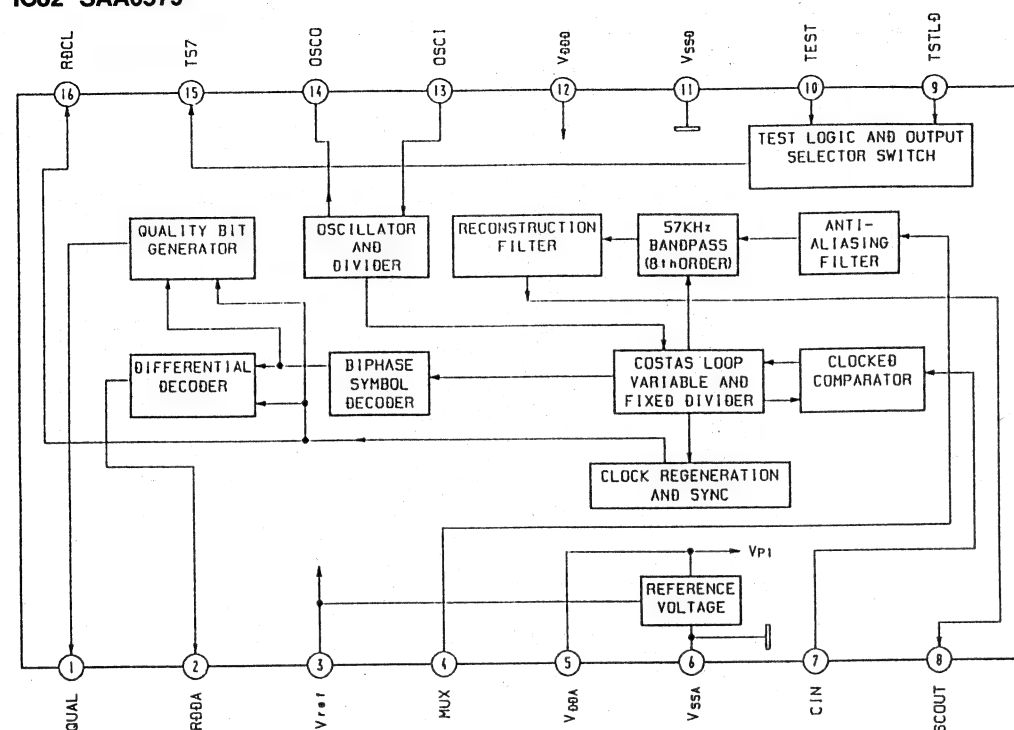 RDCL
T57
OSCO
OSCI
VDDD
VSSD
TEST
TSTLD
16
15
14
13
12
11
10
9
TEST LOGIC AND OUTPUT
SELECTOR SWITCH
QUALITY BIT
GENERATOR
OSCILLATOR
AND
DIVIDER
RECONSTRUCTION
FILTER
57KHz
BANDPASS
(8thORDER)
ANTI-
ALIASING
FILTER
DIFFERENTIAL
DECODER
BIPHASE
SYMBOL
DECODER
COSTAS LOOP
VARIABLE AND
FIXED DIVIDER
CLOCKED
COMPARATOR
CLOCK REGENERATION
AND SYNC
VP1
REFERENCE
VOLTAGE
1
2
3
4
5
6
7
8
QUAL
RDDA
Vref
MUX
VDDA
VSSA
CIN
SCOUT